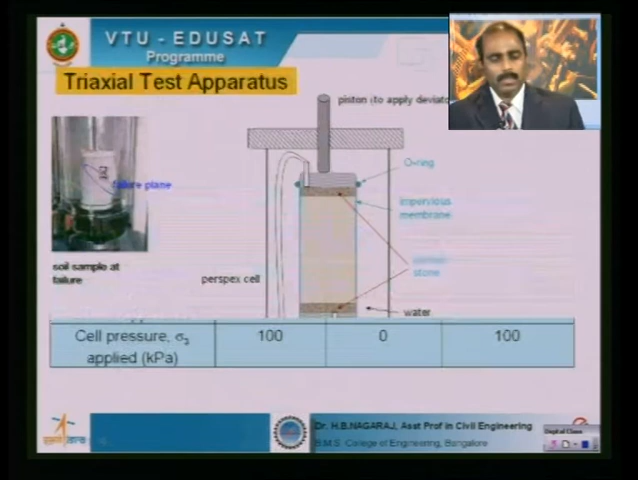 VTU - EDUSAT
Programme
Triaxial Test Apparatus
piston (to apply deviato
failure plane
O-ring
impervious
membrane
soil sample at
failure
perspex cell
stone
water
Cell pressure, σ3
applied (kPa)
100
0
100
Dr. H.B.NAGARAJ, Asst Prof in Civil Engineering
B.M.S. College of Engineering, Bangalore
Digital Class